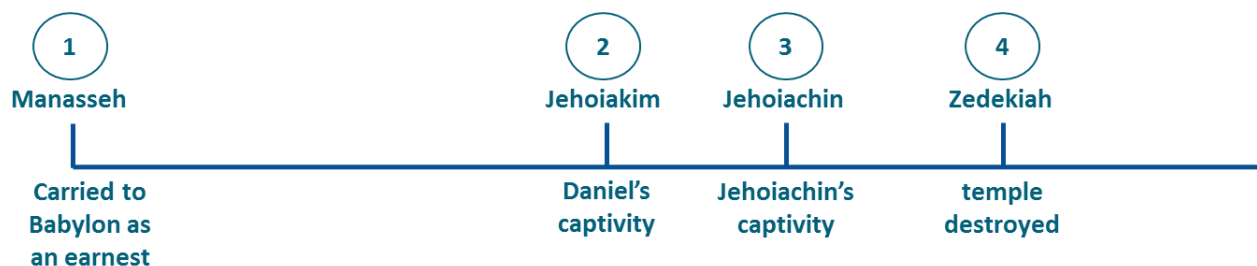 1 2 3 4
Manasseh Jehoiakim Jehoiachin Zedekiah
Carried to Daniel’s Jehoiachin’s temple
Babylon as captivity captivity destroyed
an earnest